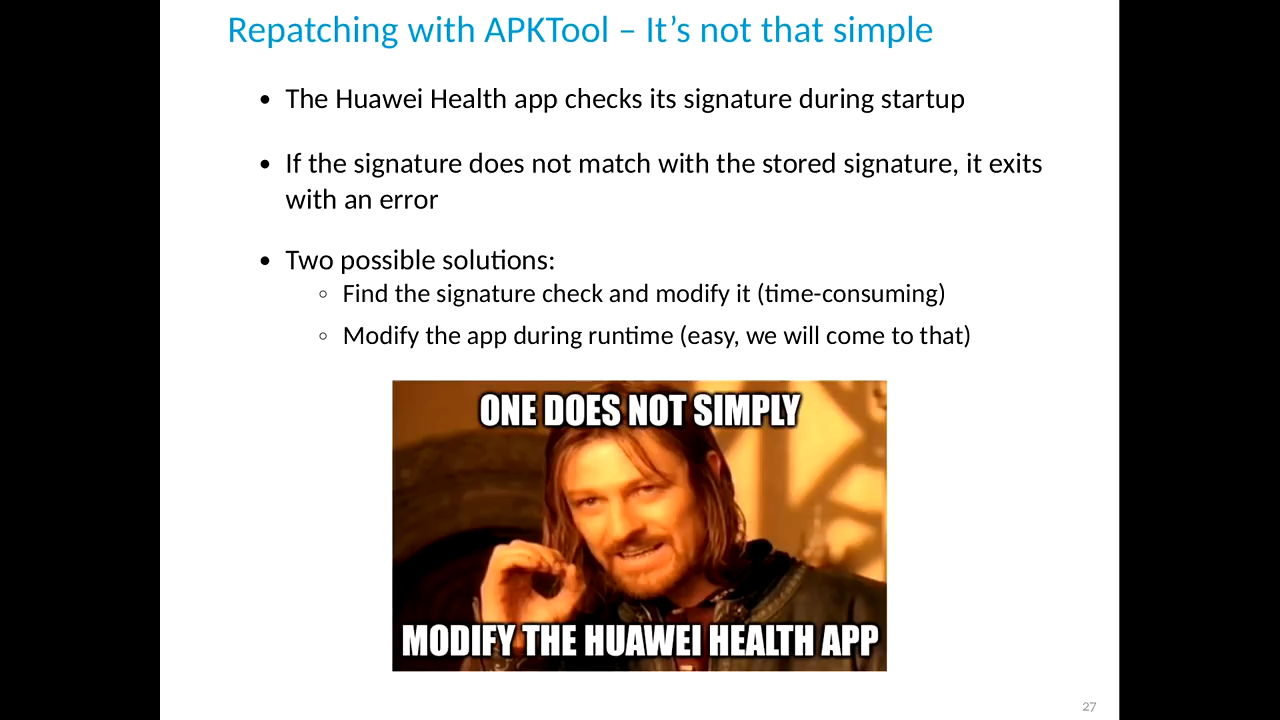 Repatching with APKTool – It’s not that simple
• The Huawei Health app checks its signature during startup
• If the signature does not match with the stored signature, it exits
with an error
• Two possible solutions:
◦ Find the signature check and modify it (time-consuming)
◦ Modify the app during runtime (easy, we will come to that)
ONE DOES NOT SIMPLY
MODIFY THE HUAWEI HEALTH APP
27